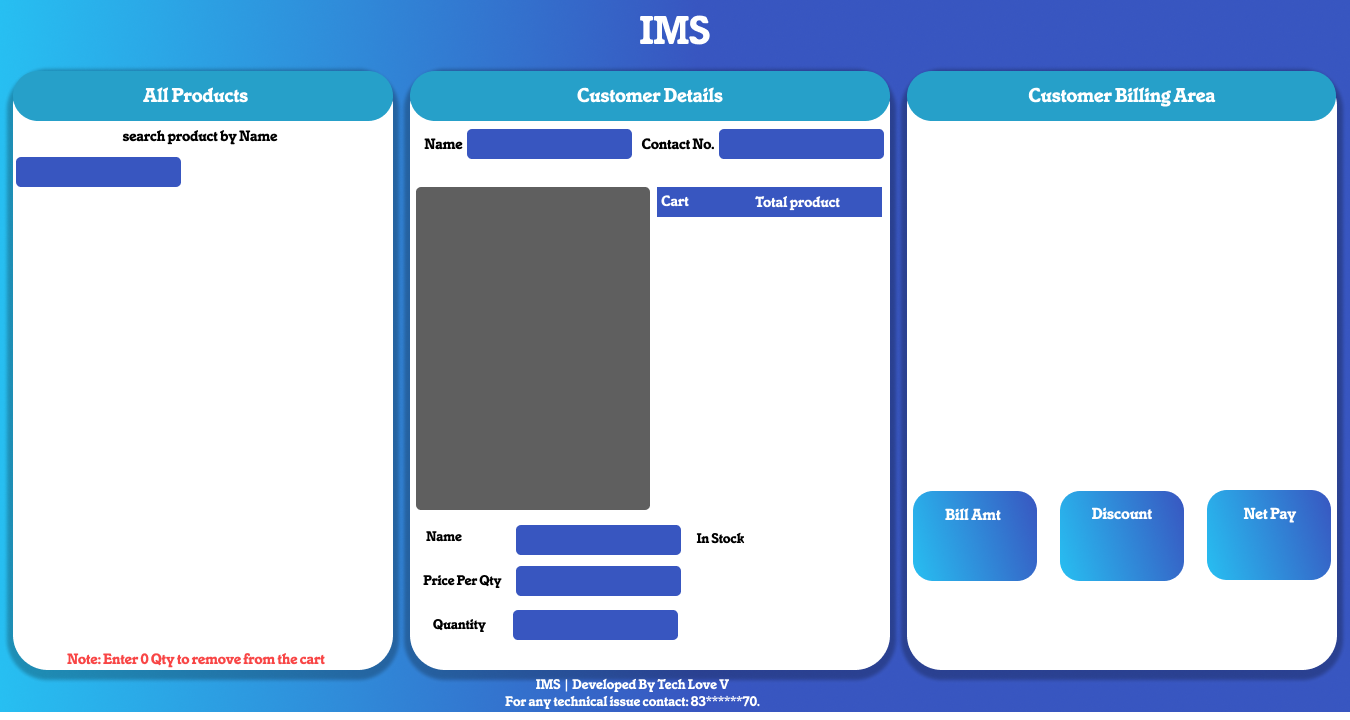 IMS
All Products
search product by Name
Note: Enter 0 Qty to remove from the cart
Customer Details
Name
Contact No.
Cart
Total product
Name
In Stock
Price Per Qty
Quantity
Customer Billing Area
Bill Amt
Discount
Net Pay
IMS | Developed By Tech Love V
For any technical issue contact: 83******70.